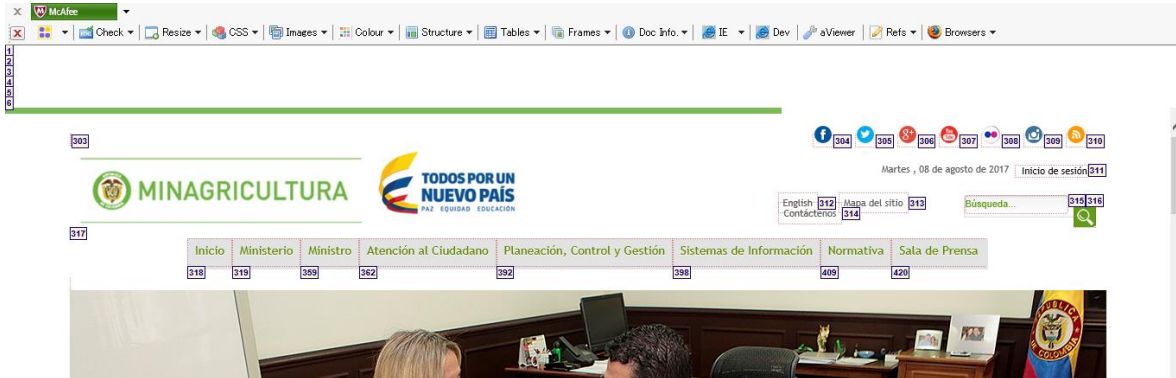 X McAfee
Check Resize CSS Images Colour Structure Tables Frames Doc Info. IE Dev aViewer Refs Browsers
1
2
3
4
5
6
303 304 305 306 307 308 309 310
Martes , 08 de agosto de 2017 Inicio de sesión 311
MINAGRICULTURA
TODOS POR UN
NUEVO PAÍS
PAZ EQUIDAD EDUCACIÓN
English 312 Mapa del sitio 313 Búsqueda... 315 316
Contáctenos 314
317
Inicio Ministerio Ministro Atención al Ciudadano Planeación, Control y Gestión Sistemas de Información Normativa Sala de Prensa
318 319 359 362 392 398 409 420